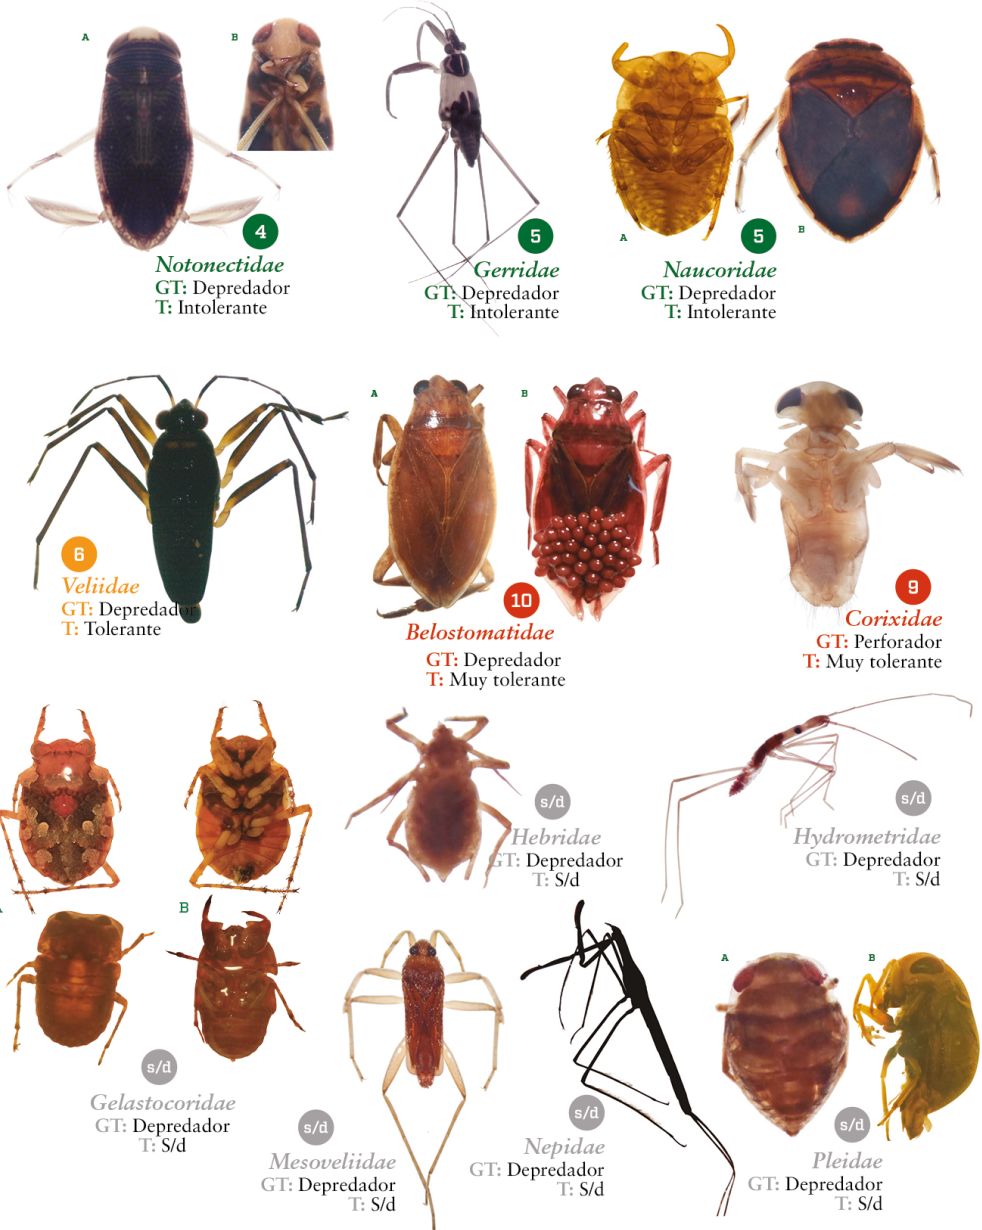 A
B
4
Notonectidae
GT: Depredador
T: Intolerante
5
Gerridae
GT: Depredador
T: Intolerante
A
B
5
Naucoridae
GT: Depredador
T: Intolerante
6
Veliidae
GT: Depredador
T: Tolerante
A
B
10
Belostomatidae
GT: Depredador
T: Muy tolerante
9
Corixidae
GT: Perforador
T: Muy tolerante
s/d
Hebridae
GT: Depredador
T: S/d
s/d
Hydrometridae
GT: Depredador
T: S/d
B
s/d
Gelastocoridae
GT: Depredador
T: S/d
s/d
Mesoveliidae
GT: Depredador
T: S/d
s/d
Nepidae
GT: Depredador
T: S/d
A
B
s/d
Pleidae
GT: Depredador
T: S/d